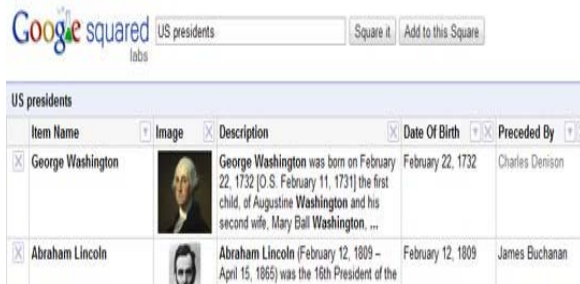 Google squared
labs
US presidents
Square it
Add to this Square
US presidents
Item Name
Image
Description
Date Of Birth
Preceded By
George Washington
George Washington was born on February
22, 1732 [O.S. February 11, 1731] the first
child, of Augustine Washington and his
second wife, Mary Ball Washington, ...
February 22, 1732
Charles Denison
Abraham Lincoln
Abraham Lincoln (February 12, 1809 –
April 15, 1865) was the 16th President of the
February 12, 1809
James Buchanan